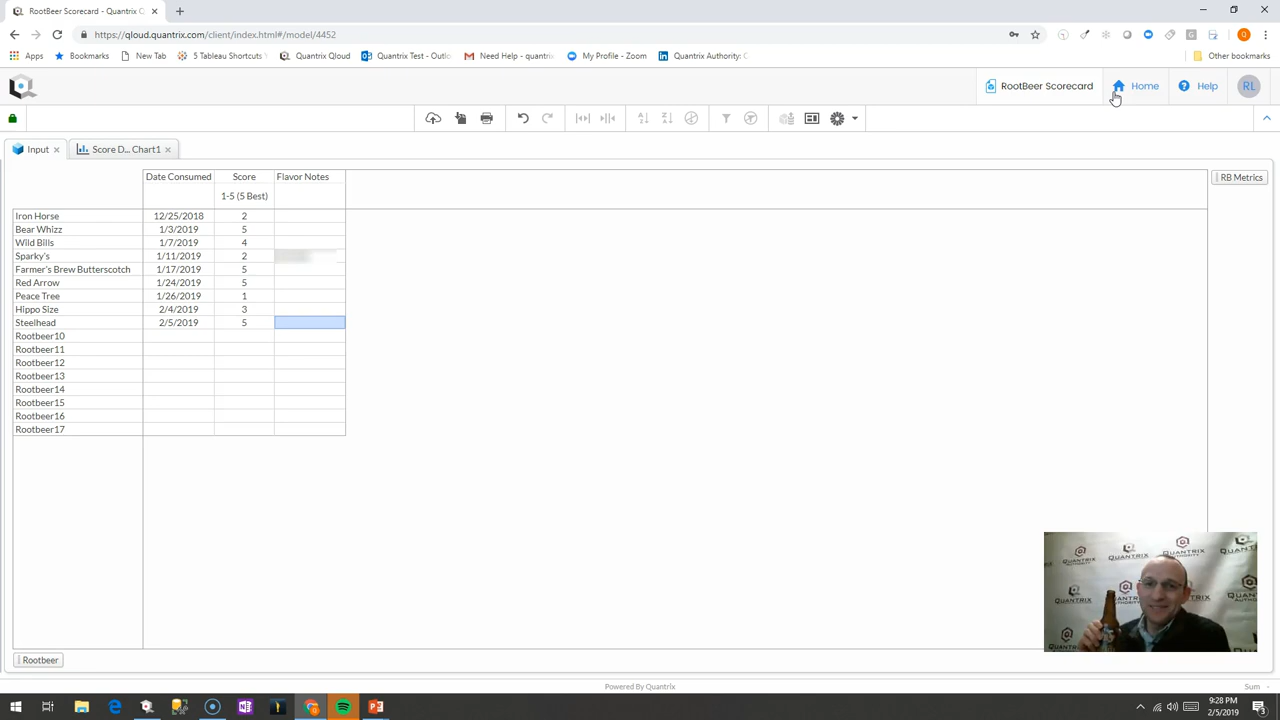 RootBeer Scorecard - Quantrix Q
https://qloud.quantrix.com/client/index.html#/model/4452
Apps Bookmarks New Tab 5 Tableau Shortcuts Quantrix Qloud Quantrix Test - Outlo Need Help - quantri My Profile - Zoom Quantrix Authority: C Other bookmarks
RootBeer Scorecard Home Help RL
Input Score D... Chart1
Date Consumed Score Flavor Notes
RB Metrics
1-5 (5 Best)
Iron Horse 12/25/2018 2
Bear Whizz 1/3/2019 5
Wild Bills 1/7/2019 4
Sparky's 1/11/2019 2
Farmer's Brew Butterscotch 1/17/2019 5
Red Arrow 1/24/2019 5
Peace Tree 1/26/2019 1
Hippo Size 2/4/2019 3
Steelhead 2/5/2019 5
Rootbeer10
Rootbeer11
Rootbeer12
Rootbeer13
Rootbeer14
Rootbeer15
Rootbeer16
Rootbeer17
QUANTRIX
AUTHORITY
Rootbeer
Powered By Quantrix
Sum
9:28 PM
2/5/2019